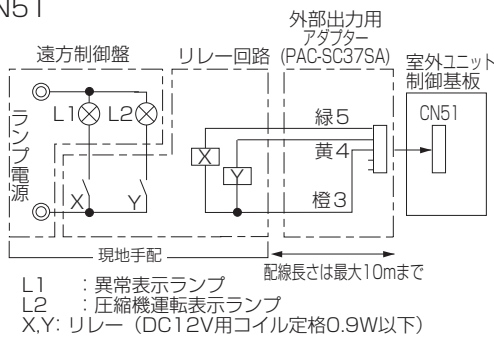 CN51
外部出力用
アダプター
(PAC-SC37SA)
遠方制御盤
リレー回路
室外ユニット
制御基板
ランプ電源
L1
L2
X
Y
X
Y
緑5
黄4
橙3
CN51
現地手配
配線長さは最大10mまで
L1 :異常表示ランプ
L2 :圧縮機運転表示ランプ
X,Y:リレー(DC12V用コイル定格0.9W以下)